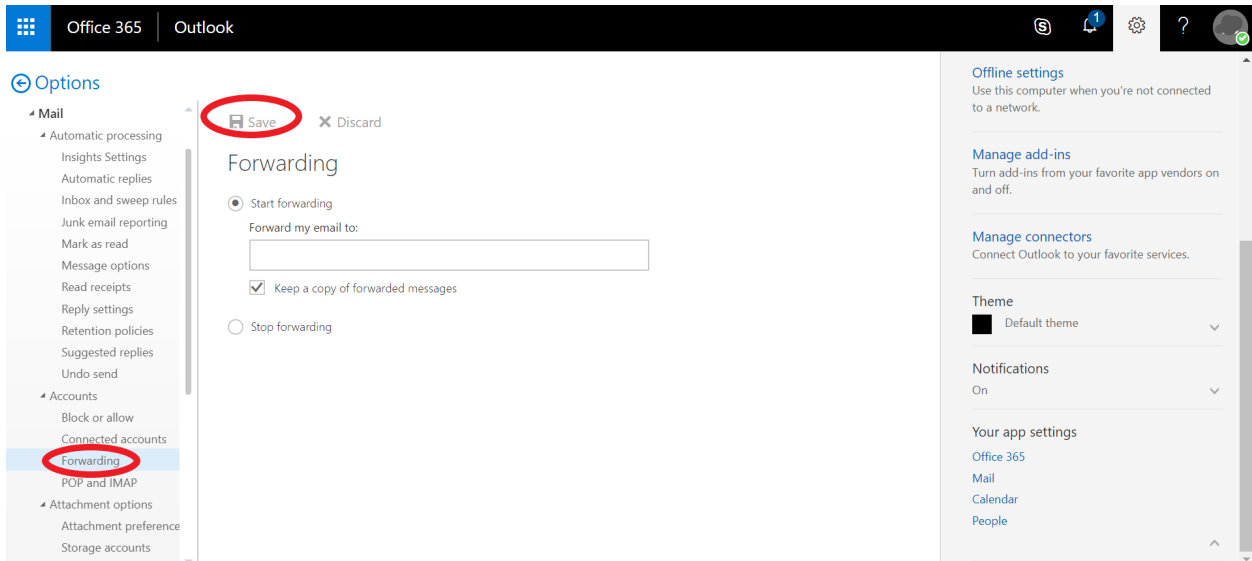 Office 365
Outlook
1
?
Options
Mail
Automatic processing
Insights Settings
Automatic replies
Inbox and sweep rules
Junk email reporting
Mark as read
Message options
Read receipts
Reply settings
Retention policies
Suggested replies
Undo send
Accounts
Block or allow
Connected accounts
Forwarding
POP and IMAP
Attachment options
Attachment preference
Storage accounts
Save
Discard
Forwarding
Start forwarding
Forward my email to:
Keep a copy of forwarded messages
Stop forwarding
Offline settings
Use this computer when you're not connected
to a network.
Manage add-ins
Turn add-ins from your favorite app vendors on
and off.
Manage connectors
Connect Outlook to your favorite services.
Theme
Default theme
Notifications
On
Your app settings
Office 365
Mail
Calendar
People